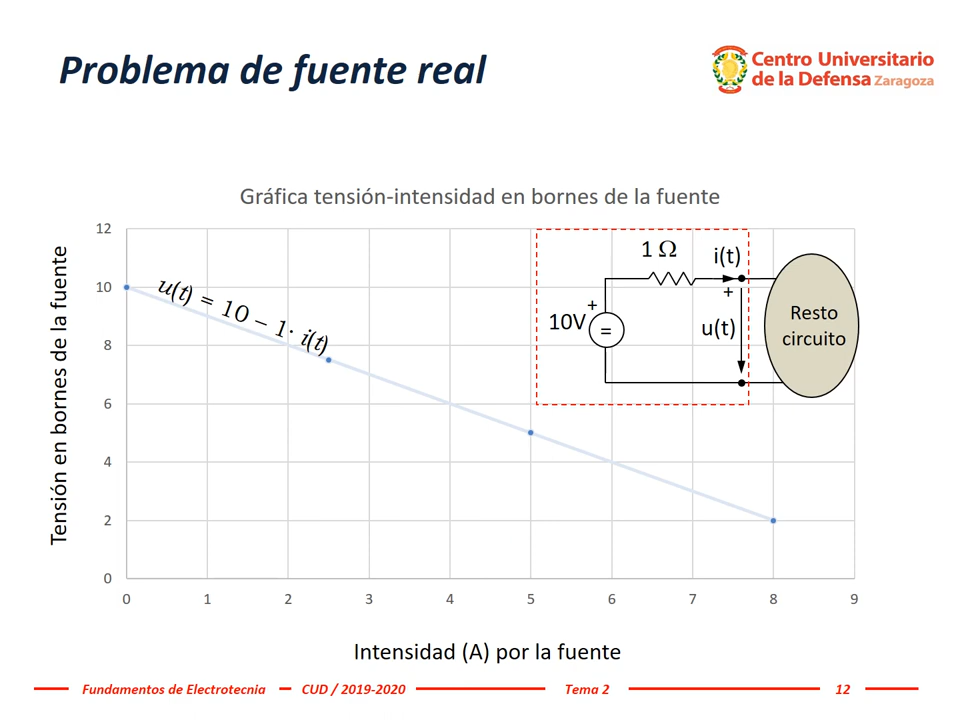 Problema de fuente real
Centro Universitario
de la Defensa Zaragoza
Gráfica tensión-intensidad en bornes de la fuente
Tensión en bornes de la fuente
12
10
8
6
4
2
0
u(t) = 10 − 1· i(t)
1 Ω
i(t)
+
+
10V
=
u(t)
Resto
circuito
0 1 2 3 4 5 6 7 8 9
Intensidad (A) por la fuente
Fundamentos de Electrotecnia CUD / 2019-2020 Tema 2 12